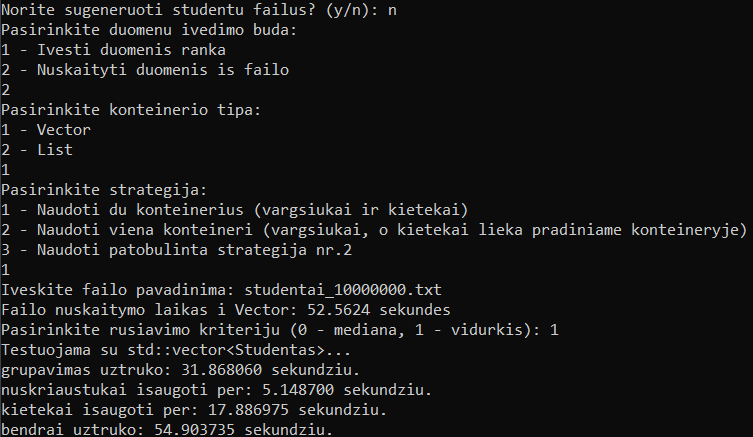 Norite sugeneruoti studentu failus? (y/n): n
Pasirinkite duomenu ivedimo buda:
1 - Ivesti duomenis ranka
2 - Nuskaityti duomenis is failo
2
Pasirinkite konteinerio tipa:
1 - Vector
2 - List
1
Pasirinkite strategija:
1 - Naudoti du konteinerius (vargsiukai ir kietekai)
2 - Naudoti viena konteineri (vargsiukai, o kietekai lieka pradiniame konteineryje)
3 - Naudoti patobulinta strategija nr.2
1
Iveskite failo pavadinima: studentai_10000000.txt
Failo nuskaitymo laikas i Vector: 52.5624 sekundes
Pasirinkite rusiavimo kriteriju (0 - mediana, 1 - vidurkis): 1
Testuojama su std::vector<Studentas>...
grupavimas uztruko: 31.868060 sekundziu.
nuskriaustukai isaugoti per: 5.148700 sekundziu.
kietekai isaugoti per: 17.886975 sekundziu.
bendrai uztruko: 54.903735 sekundziu.